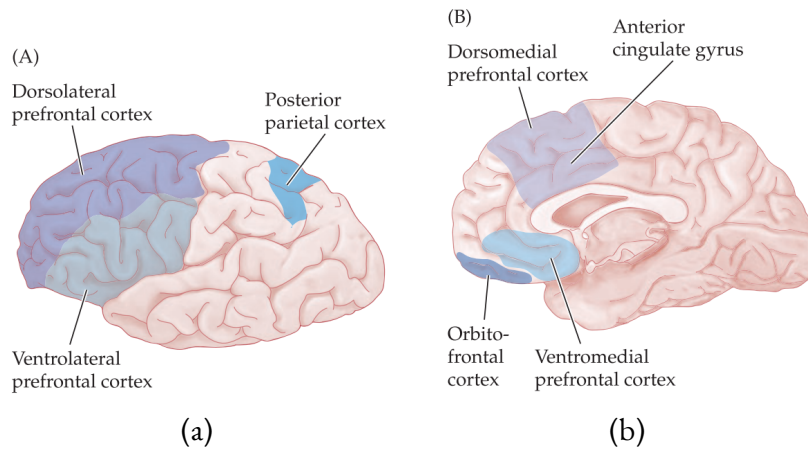 (A)
Dorsolateral
prefrontal cortex
Posterior
parietal cortex
Ventrolateral
prefrontal cortex
(a)
(B)
Anterior
cingulate gyrus
Dorsomedial
prefrontal cortex
Orbito-
frontal
cortex
Ventromedial
prefrontal cortex
(b)